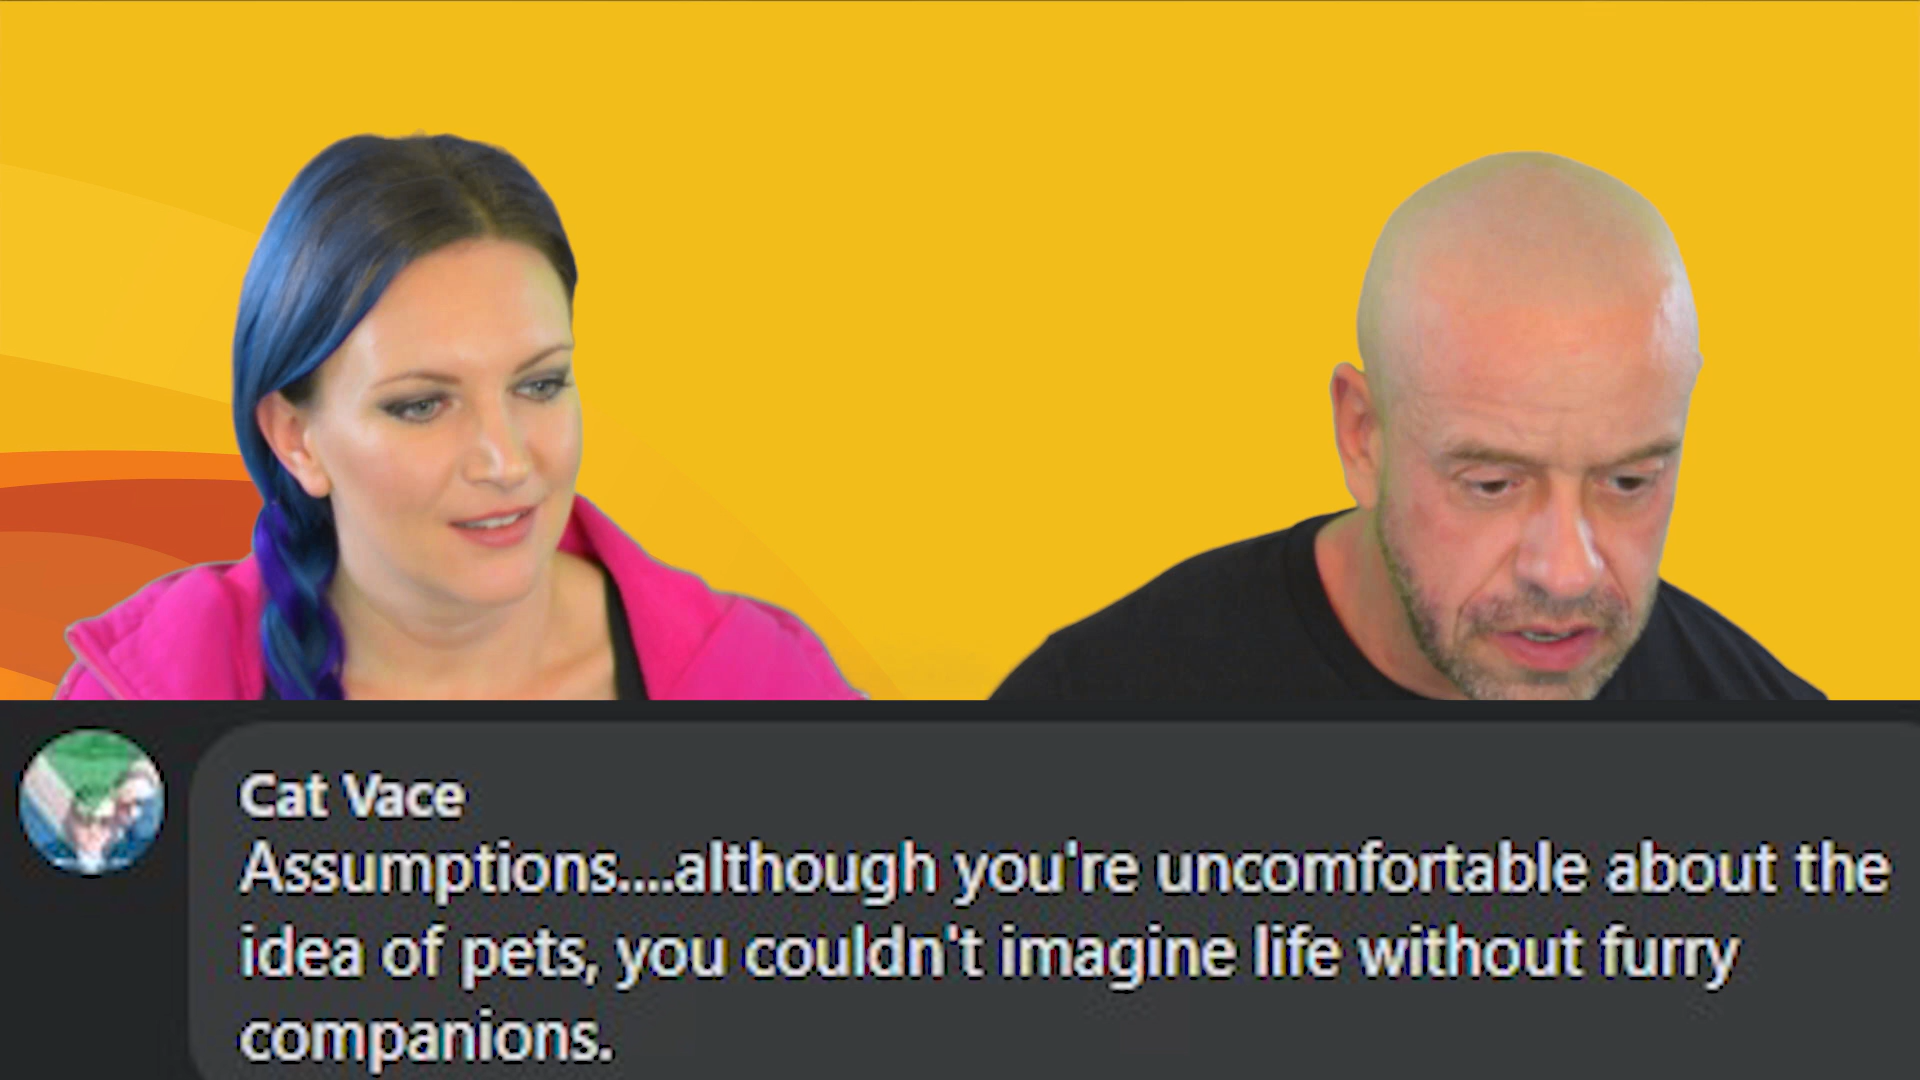 Cat Vace
Assumptions....although you're uncomfortable about the
idea of pets, you couldn't imagine life without furry
companions.